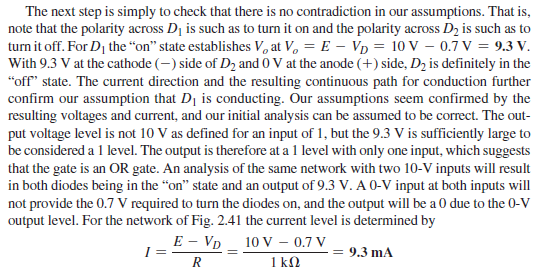 The next step is simply to check that there is no contradiction in our assumptions. That is,
note that the polarity across D₁ is such as to turn it on and the polarity across D₂ is such as to
turn it off. For D₁ the “on” state establishes Vₒ at Vₒ = E − V_D = 10 V − 0.7 V = 9.3 V.
With 9.3 V at the cathode (−) side of D₂ and 0 V at the anode (+) side, D₂ is definitely in the
“off” state. The current direction and the resulting continuous path for conduction further
confirm our assumption that D₁ is conducting. Our assumptions seem confirmed by the
resulting voltages and current, and our initial analysis can be assumed to be correct. The out-
put voltage level is not 10 V as defined for an input of 1, but the 9.3 V is sufficiently large to
be considered a 1 level. The output is therefore at a 1 level with only one input, which suggests
that the gate is an OR gate. An analysis of the same network with two 10-V inputs will result
in both diodes being in the “on” state and an output of 9.3 V. A 0-V input at both inputs will
not provide the 0.7 V required to turn the diodes on, and the output will be a 0 due to the 0-V
output level. For the network of Fig. 2.41 the current level is determined by
I = (E − V_D)/R = (10 V − 0.7 V)/(1 kΩ) = 9.3 mA